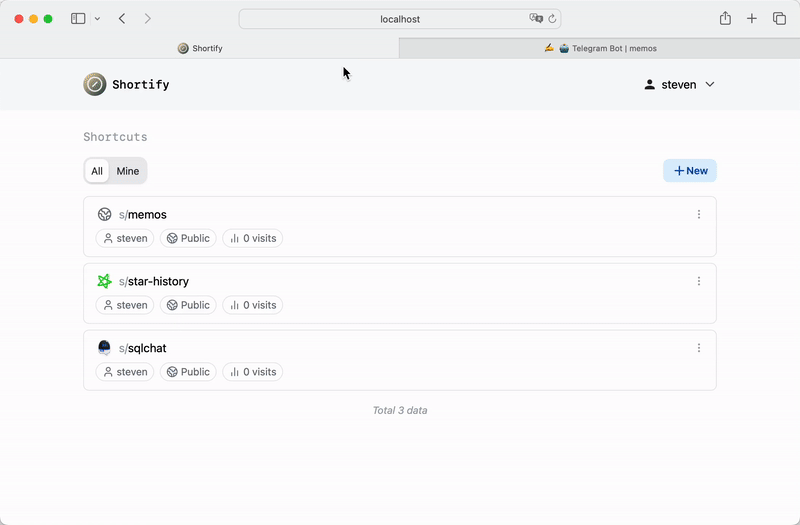 localhost
Shortify
Telegram Bot | memos
Shortify
steven
Shortcuts
All
Mine
+New
s/memos
steven
Public
0 visits
s/star-history
steven
Public
0 visits
s/sqlchat
steven
Public
0 visits
Total 3 data